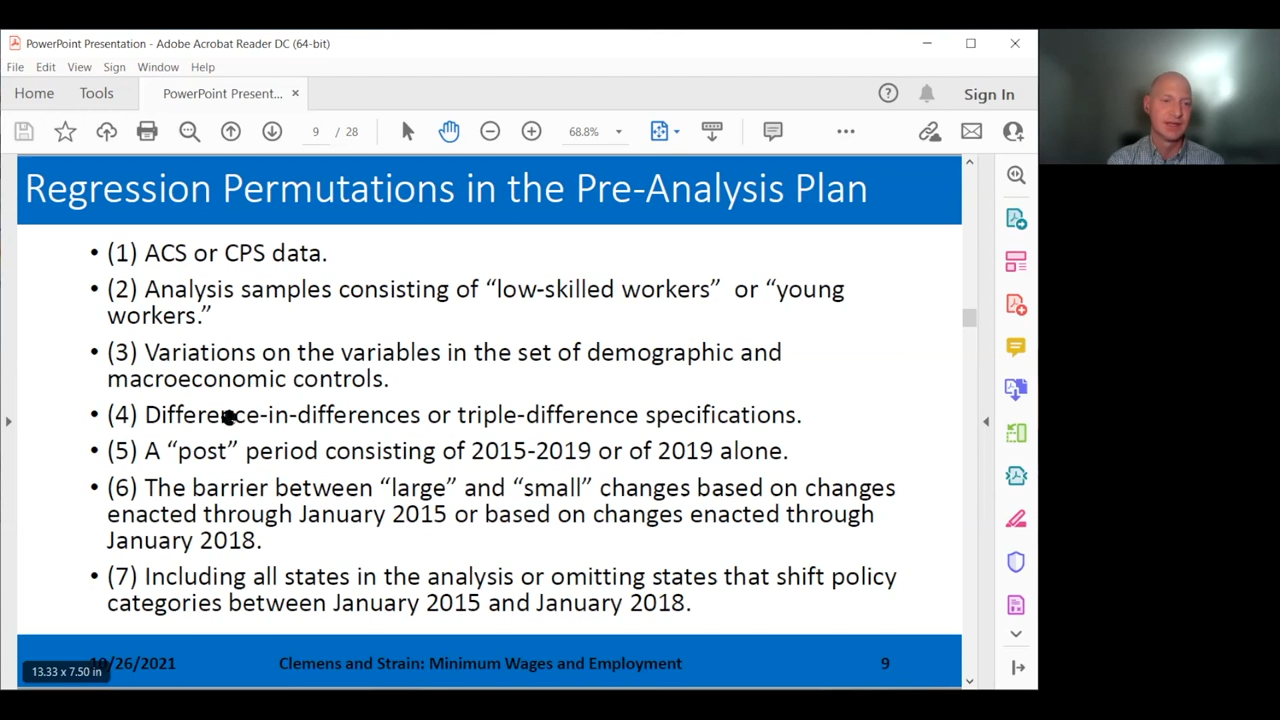 PowerPoint Presentation - Adobe Acrobat Reader DC (64-bit)
File Edit View Sign Window Help
Home Tools PowerPoint Present... × Sign In
9 / 28 68.8%
Regression Permutations in the Pre-Analysis Plan
• (1) ACS or CPS data.
• (2) Analysis samples consisting of “low-skilled workers” or “young
workers.”
• (3) Variations on the variables in the set of demographic and
macroeconomic controls.
• (4) Difference-in-differences or triple-difference specifications.
• (5) A “post” period consisting of 2015-2019 or of 2019 alone.
• (6) The barrier between “large” and “small” changes based on changes
enacted through January 2015 or based on changes enacted through
January 2018.
• (7) Including all states in the analysis or omitting states that shift policy
categories between January 2015 and January 2018.
10/26/2021 Clemens and Strain: Minimum Wages and Employment 9
13.33 x 7.50 in